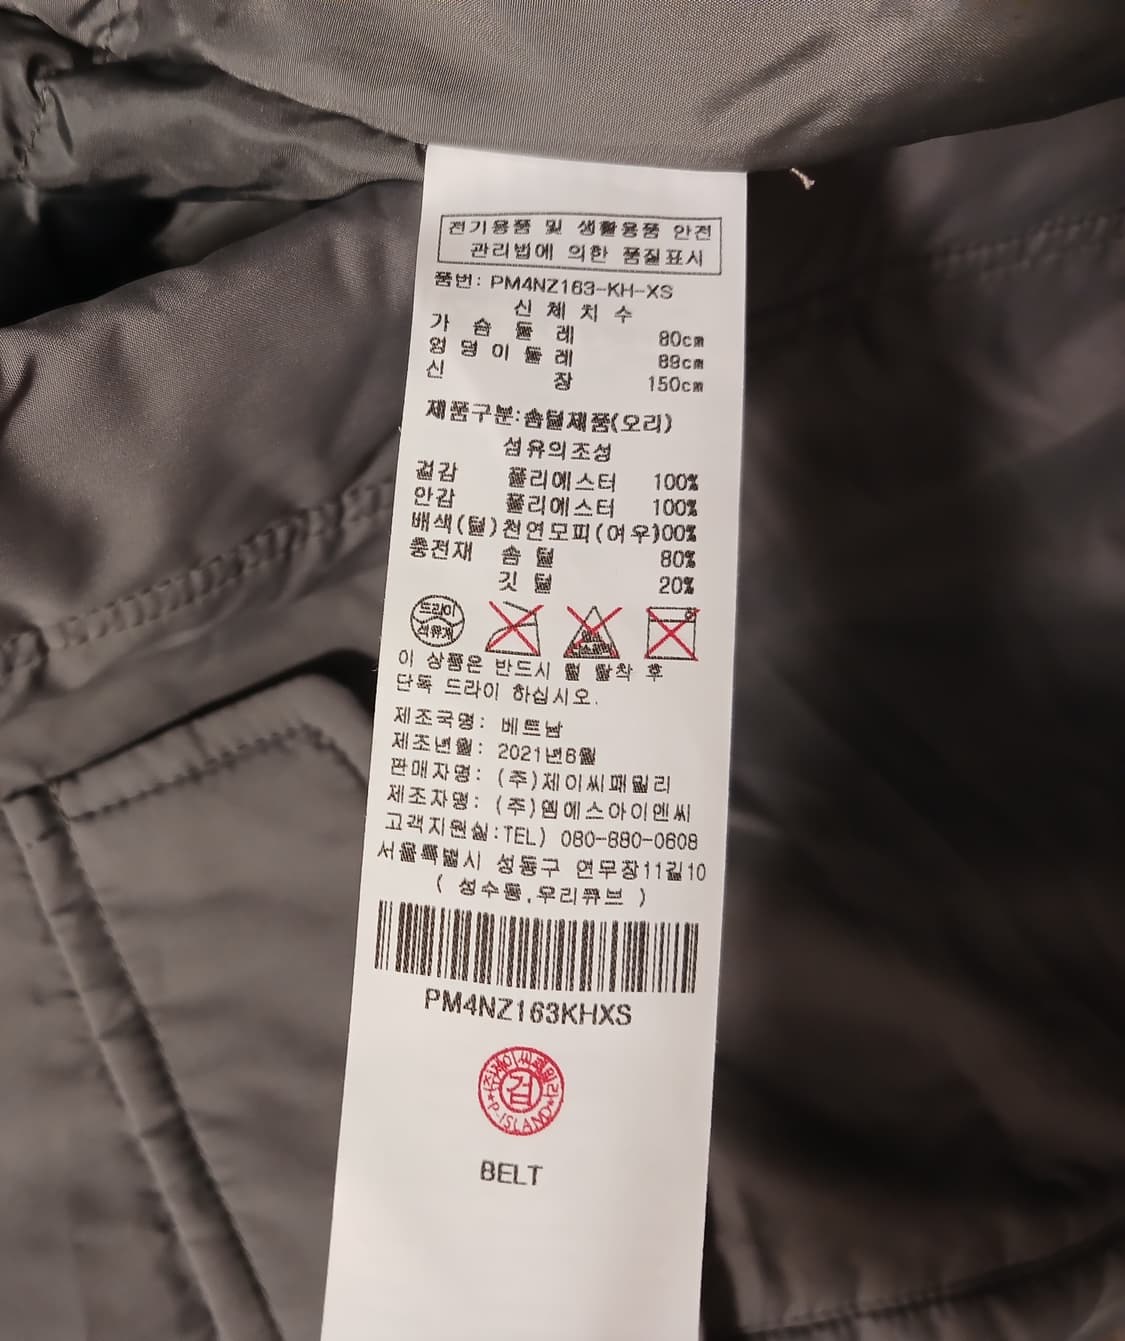 전기용품 및 생활용품 안전
관리법에 의한 품질표시
품번: PM4NZ163-KH-XS
신 체 치 수
가 슴 둘 레 80cm
엉 덩 이 둘 레 89cm
신 장 150cm
제품구분:솜털제품(오리)
섬유의조성
겉감 폴리에스터 100%
안감 폴리에스터 100%
배색(털)천연모피(여우)00%
충전재 솜 털 80%
깃 털 20%
드라이
석유계
이 상품은 반드시 털 탈착 후
단독 드라이 하십시오.
제조국명: 베트남
제조년월: 2021년6월
판매자명: (주)제이씨패밀리
제조자명: (주)엠에스아이엔씨
고객지원실:TEL) 080-880-0608
서울특별시 성동구 연무장11길10
( 성수동,우리큐브 )
PM4NZ163KHXS
(주)제이씨패밀리
검
P-ISLAND
BELT